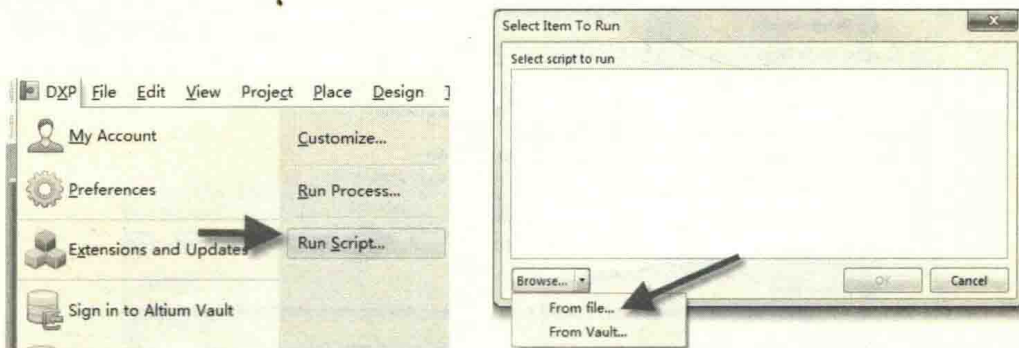 DXP File Edit View Project Place Design
My Account
Customize...
Preferences
Run Process...
Extensions and Updates
Run Script...
Sign in to Altium Vault
Select Item To Run
Select script to run
Browse...
OK
Cancel
From file...
From Vault...